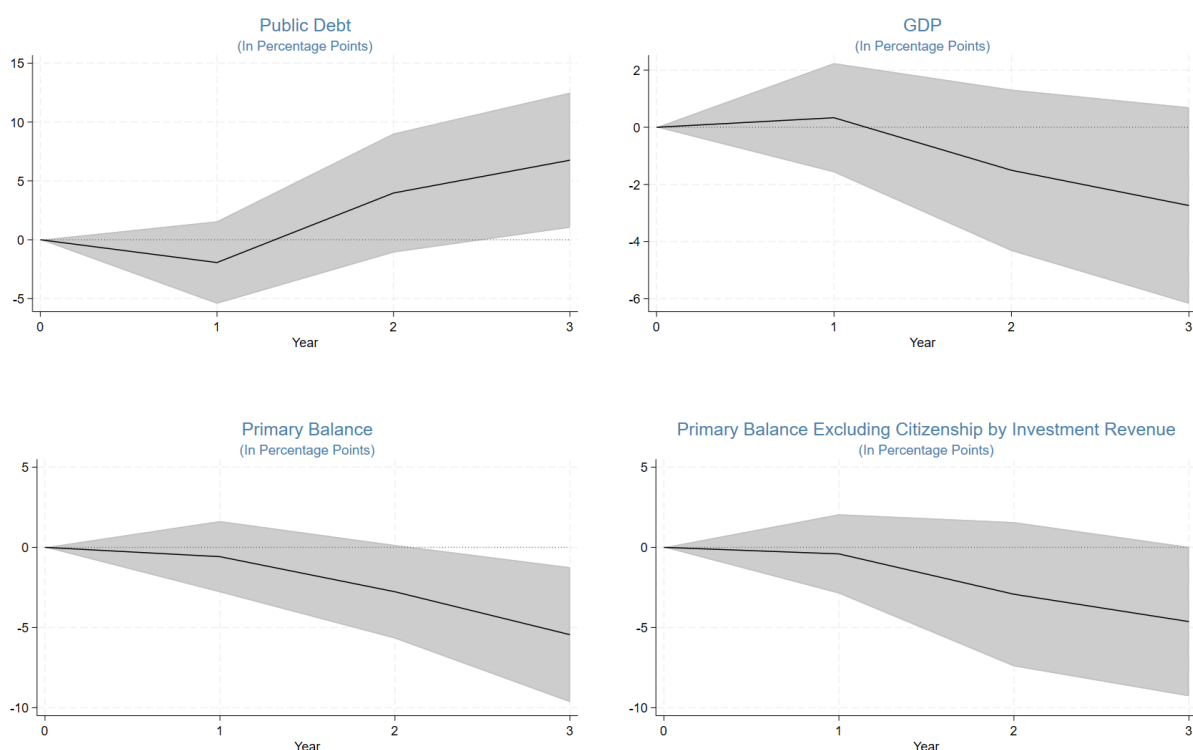 Public Debt
(In Percentage Points)
15
10
5
0
-5
0 1 2 3
Year
GDP
(In Percentage Points)
2
0
-2
-4
-6
0 1 2 3
Year
Primary Balance
(In Percentage Points)
5
0
-5
-10
0 1 2 3
Year
Primary Balance Excluding Citizenship by Investment Revenue
(In Percentage Points)
5
0
-5
-10
0 1 2 3
Year